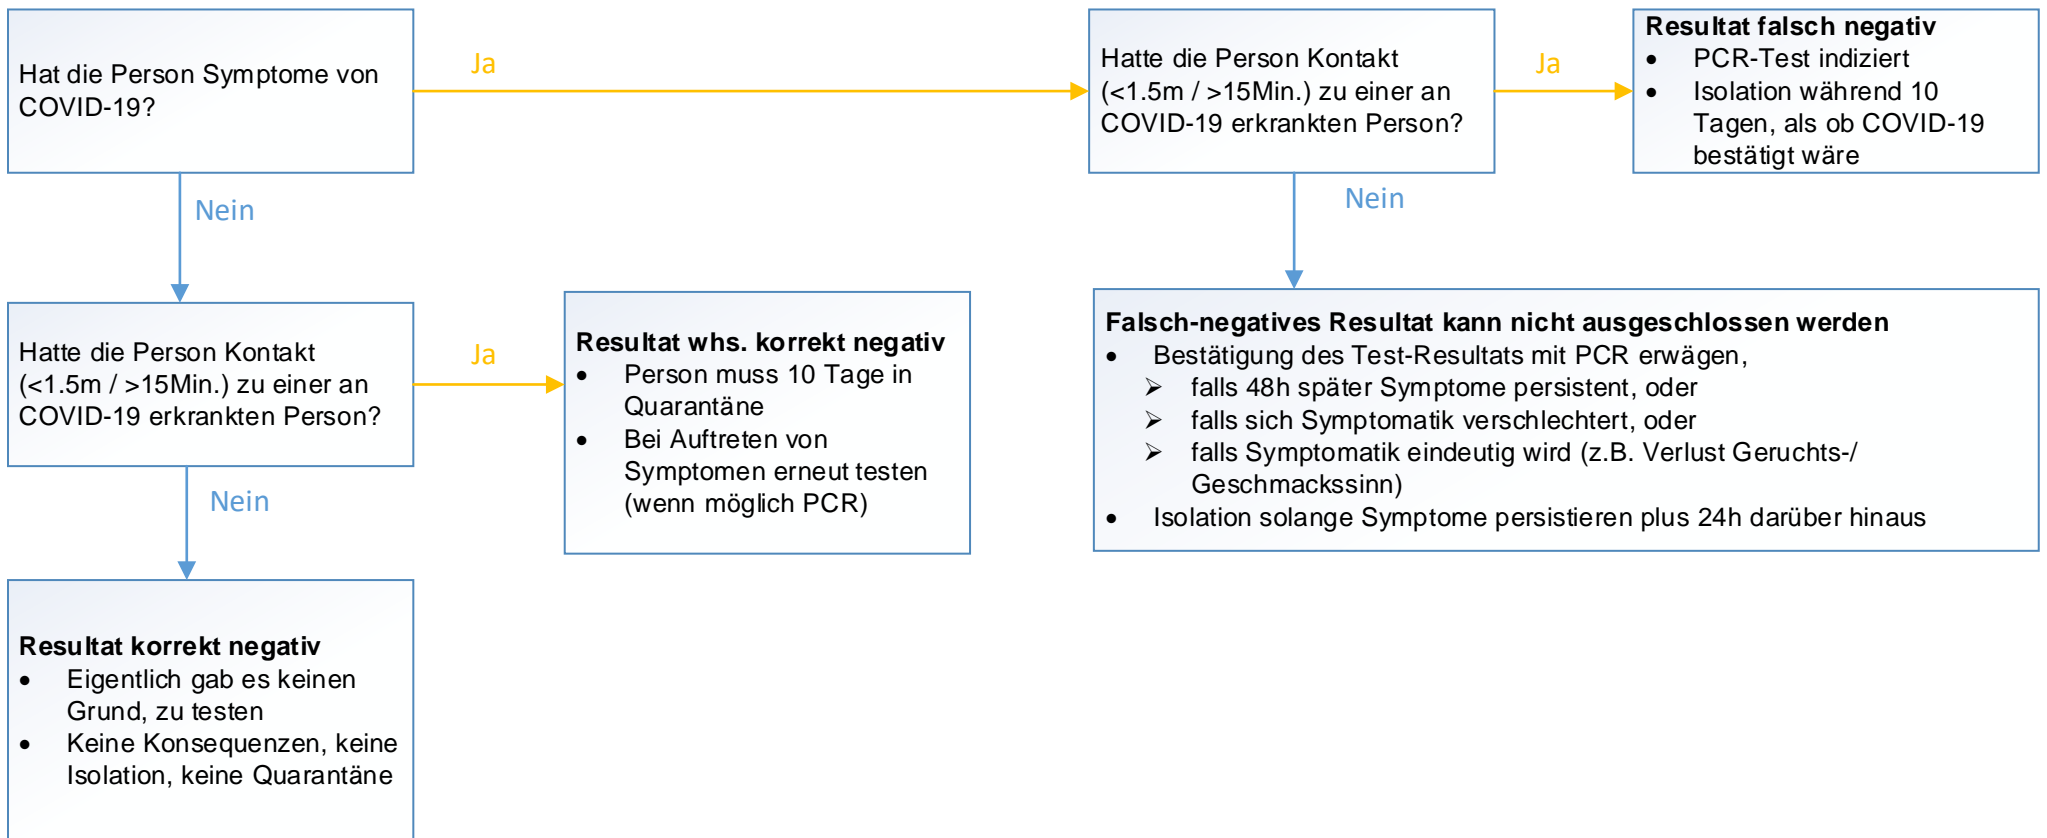 Hat die Person Symptome von
COVID-19?
Ja
Hatte die Person Kontakt
(<1.5m / >15Min.) zu einer an
COVID-19 erkrankten Person?
Ja
Resultat falsch negativ
• PCR-Test indiziert
• Isolation während 10
Tagen, als ob COVID-19
bestätigt wäre
Nein
Nein
Hatte die Person Kontakt
(<1.5m / >15Min.) zu einer an
COVID-19 erkrankten Person?
Ja
Resultat whs. korrekt negativ
• Person muss 10 Tage in
Quarantäne
• Bei Auftreten von
Symptomen erneut testen
(wenn möglich PCR)
Falsch-negatives Resultat kann nicht ausgeschlossen werden
• Bestätigung des Test-Resultats mit PCR erwägen,
➢ falls 48h später Symptome persistent, oder
➢ falls sich Symptomatik verschlechtert, oder
➢ falls Symptomatik eindeutig wird (z.B. Verlust Geruchs-/
Geschmackssinn)
• Isolation solange Symptome persistieren plus 24h darüber hinaus
Nein
Resultat korrekt negativ
• Eigentlich gab es keinen
Grund, zu testen
• Keine Konsequenzen, keine
Isolation, keine Quarantäne